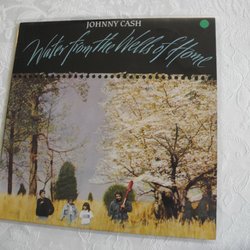 JOHNNY CASH
Water from the Wells of Home